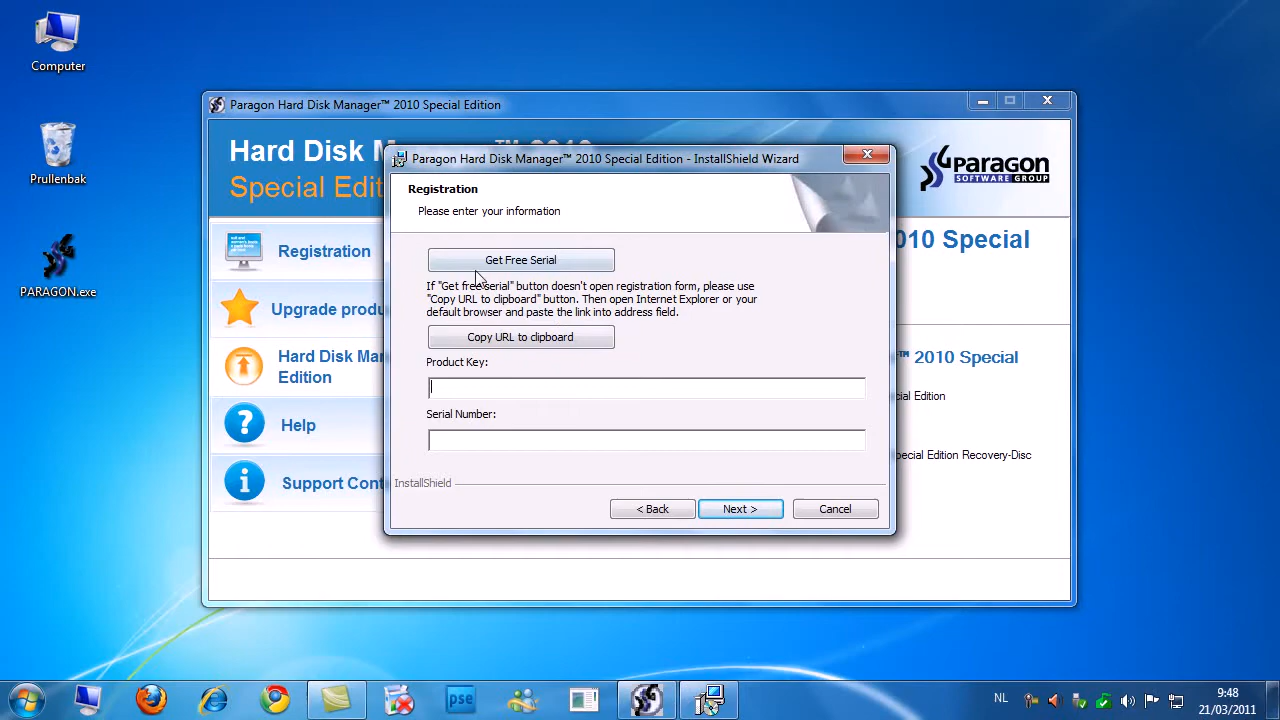 Computer
Prullenbak
PARAGON.exe
Paragon Hard Disk Manager™ 2010 Special Edition
Hard Disk M
Special Edit
Paragon
SOFTWARE GROUP
Registration
Upgrade produ
Hard Disk Mar
Edition
Help
Support Cont
010 Special
™ 2010 Special
cial Edition
pecial Edition Recovery-Disc
Paragon Hard Disk Manager™ 2010 Special Edition - InstallShield Wizard
Registration
Please enter your information
Get Free Serial
If "Get free serial" button doesn't open registration form, please use
"Copy URL to clipboard" button. Then open Internet Explorer or your
default browser and paste the link into address field.
Copy URL to clipboard
Product Key:
Serial Number:
InstallShield
< Back
Next >
Cancel
pse
NL
9:48
21/03/2011